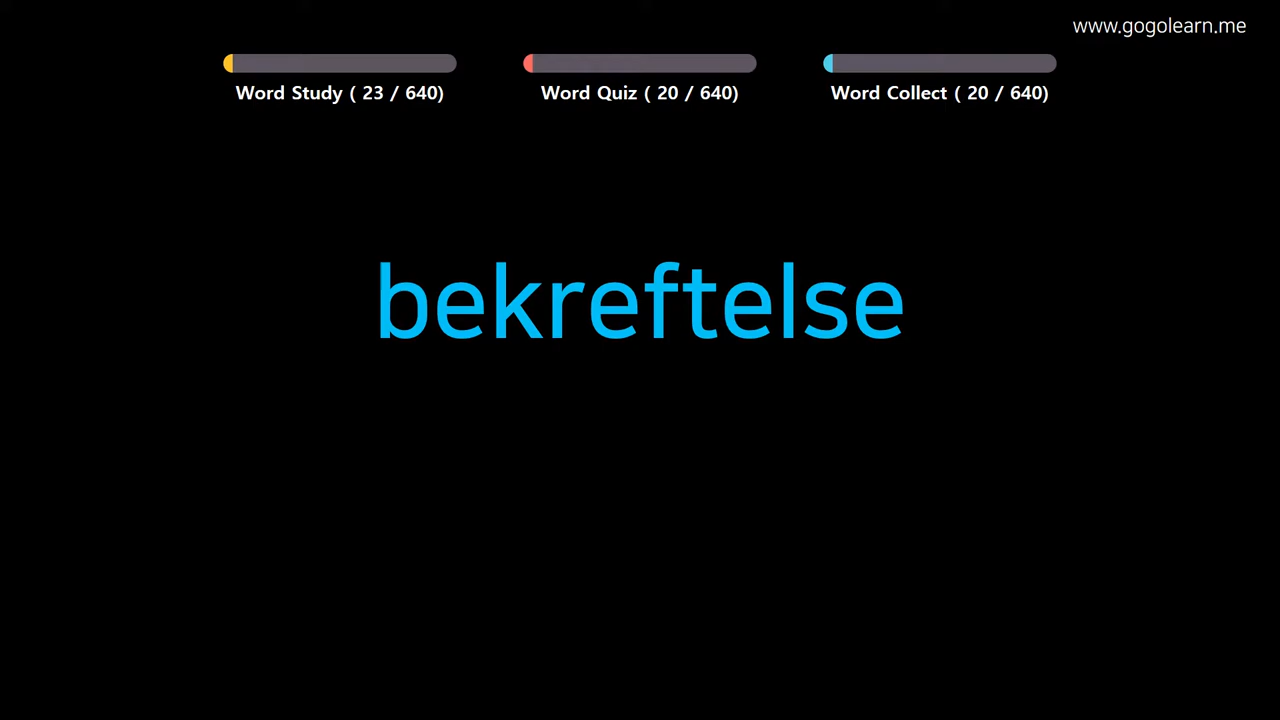 www.gogolearn.me
Word Study ( 23 / 640)
Word Quiz ( 20 / 640)
Word Collect ( 20 / 640)
bekreftelse